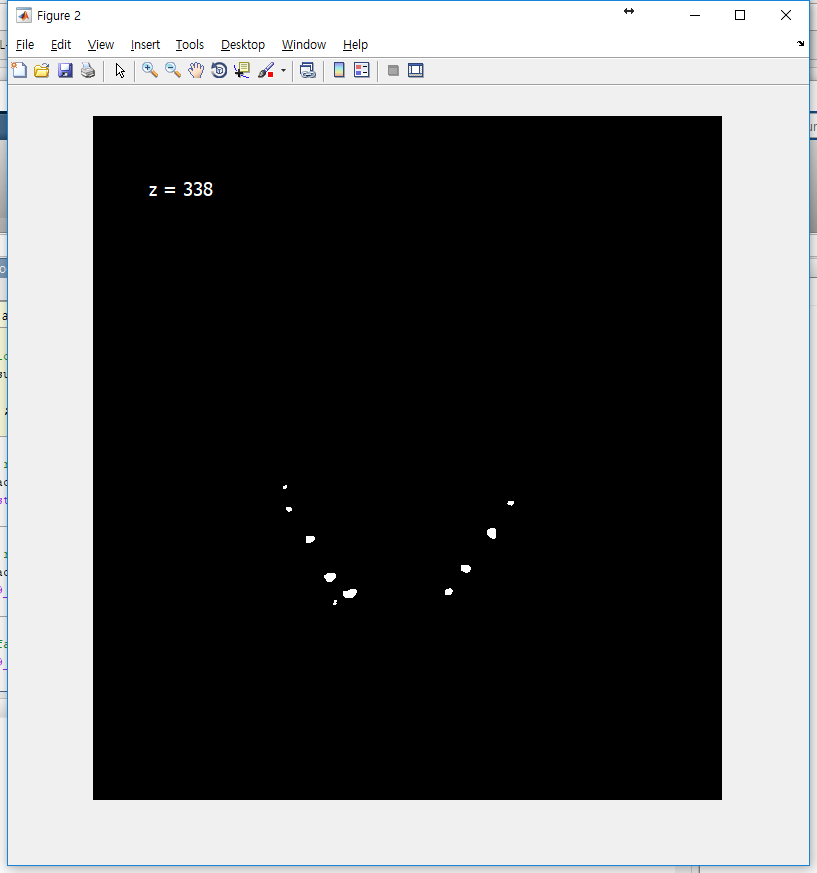 Figure 2
File Edit View Insert Tools Desktop Window Help
z = 338